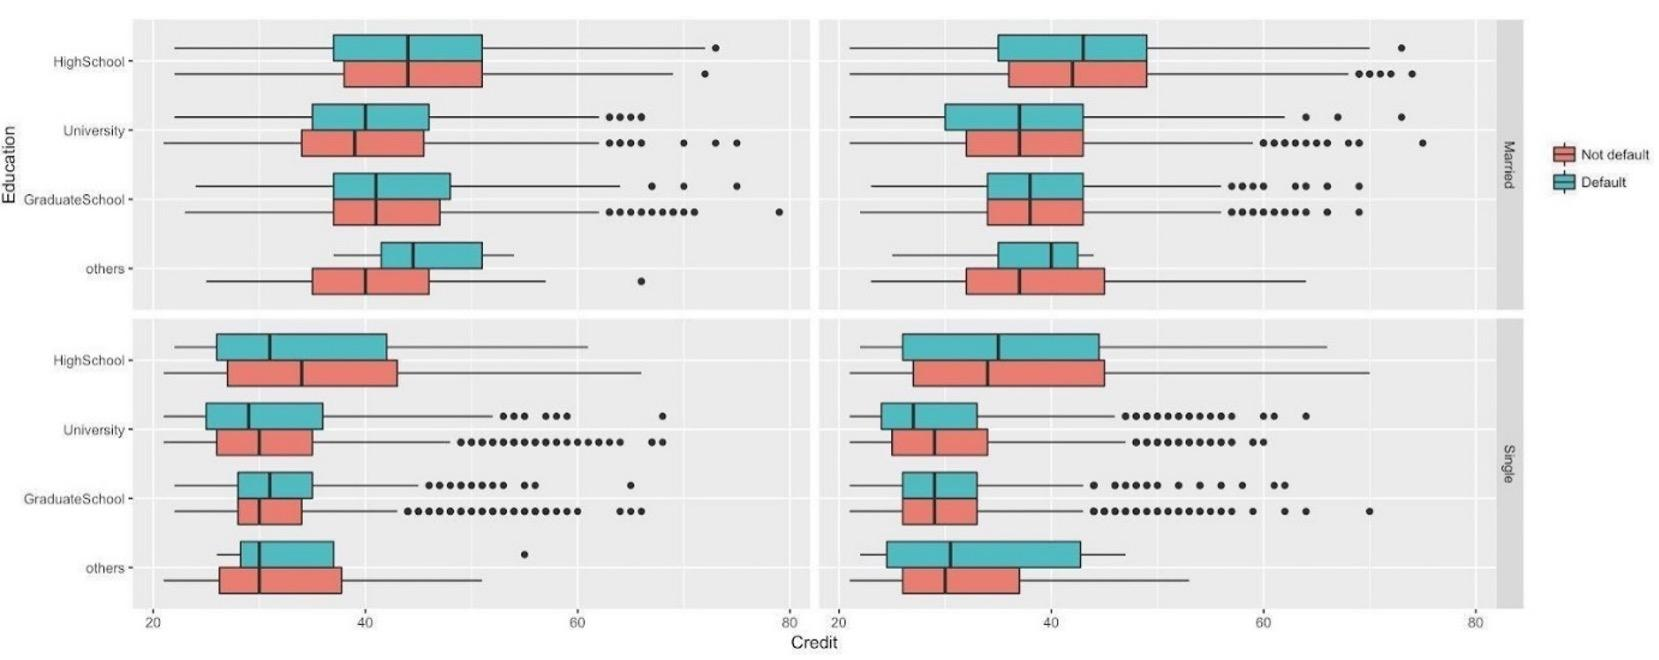 Education
HighSchool
University
GraduateSchool
others
Married
HighSchool
University
GraduateSchool
others
Single
20 40 60 80 20 40 60 80
Credit
Not default
Default